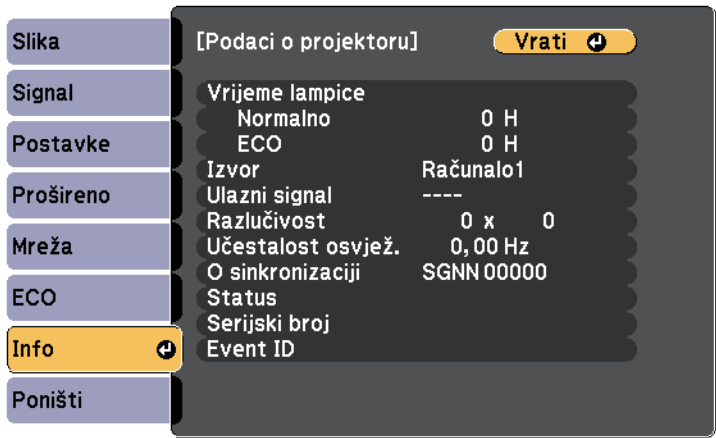 Slika
Signal
Postavke
Prošireno
Mreža
ECO
Info
Poništi
[Podaci o projektoru] Vrati
Vrijeme lampice
Normalno 0 H
ECO 0 H
Izvor Računalo1
Ulazni signal ----
Razlučivost 0 x 0
Učestalost osvjež. 0,00 Hz
O sinkronizaciji SGNN 00000
Status
Serijski broj
Event ID